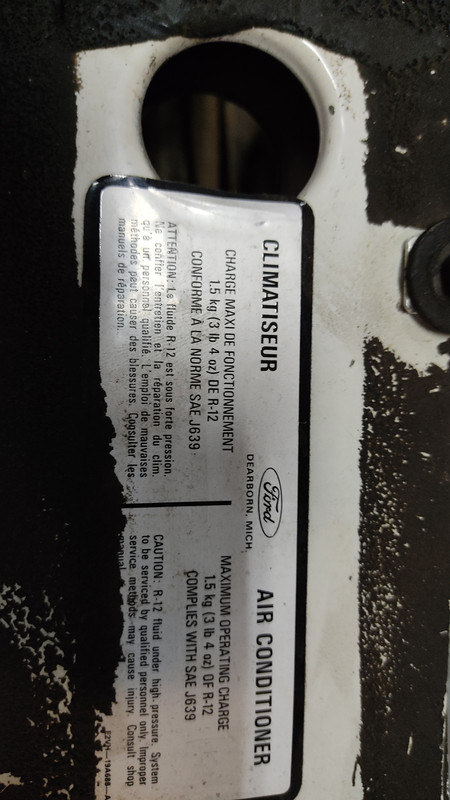 CLIMATISEUR
CHARGE MAXI DE FONCTIONNEMENT
1.5 kg (3 lb 4 oz) DE R-12
CONFORME À LA NORME SAE J639
ATTENTION: Le fluide R-12 est sous forte pression.
Ne confier l'entretien et la réparation du clim.
qu'à un personnel qualifié. L'emploi de mauvaises
méthodes peut causer des blessures. Consulter les
manuels de réparation.
Ford
DEARBORN, MICH.
AIR CONDITIONER
MAXIMUM OPERATING CHARGE
1.5 kg (3 lb 4 oz) OF R-12
COMPLIES WITH SAE J639
CAUTION: R-12 fluid under high pressure. System
to be serviced by qualified personnel only. Improper
service methods may cause injury. Consult shop
manual.
E2VH-19A688-A